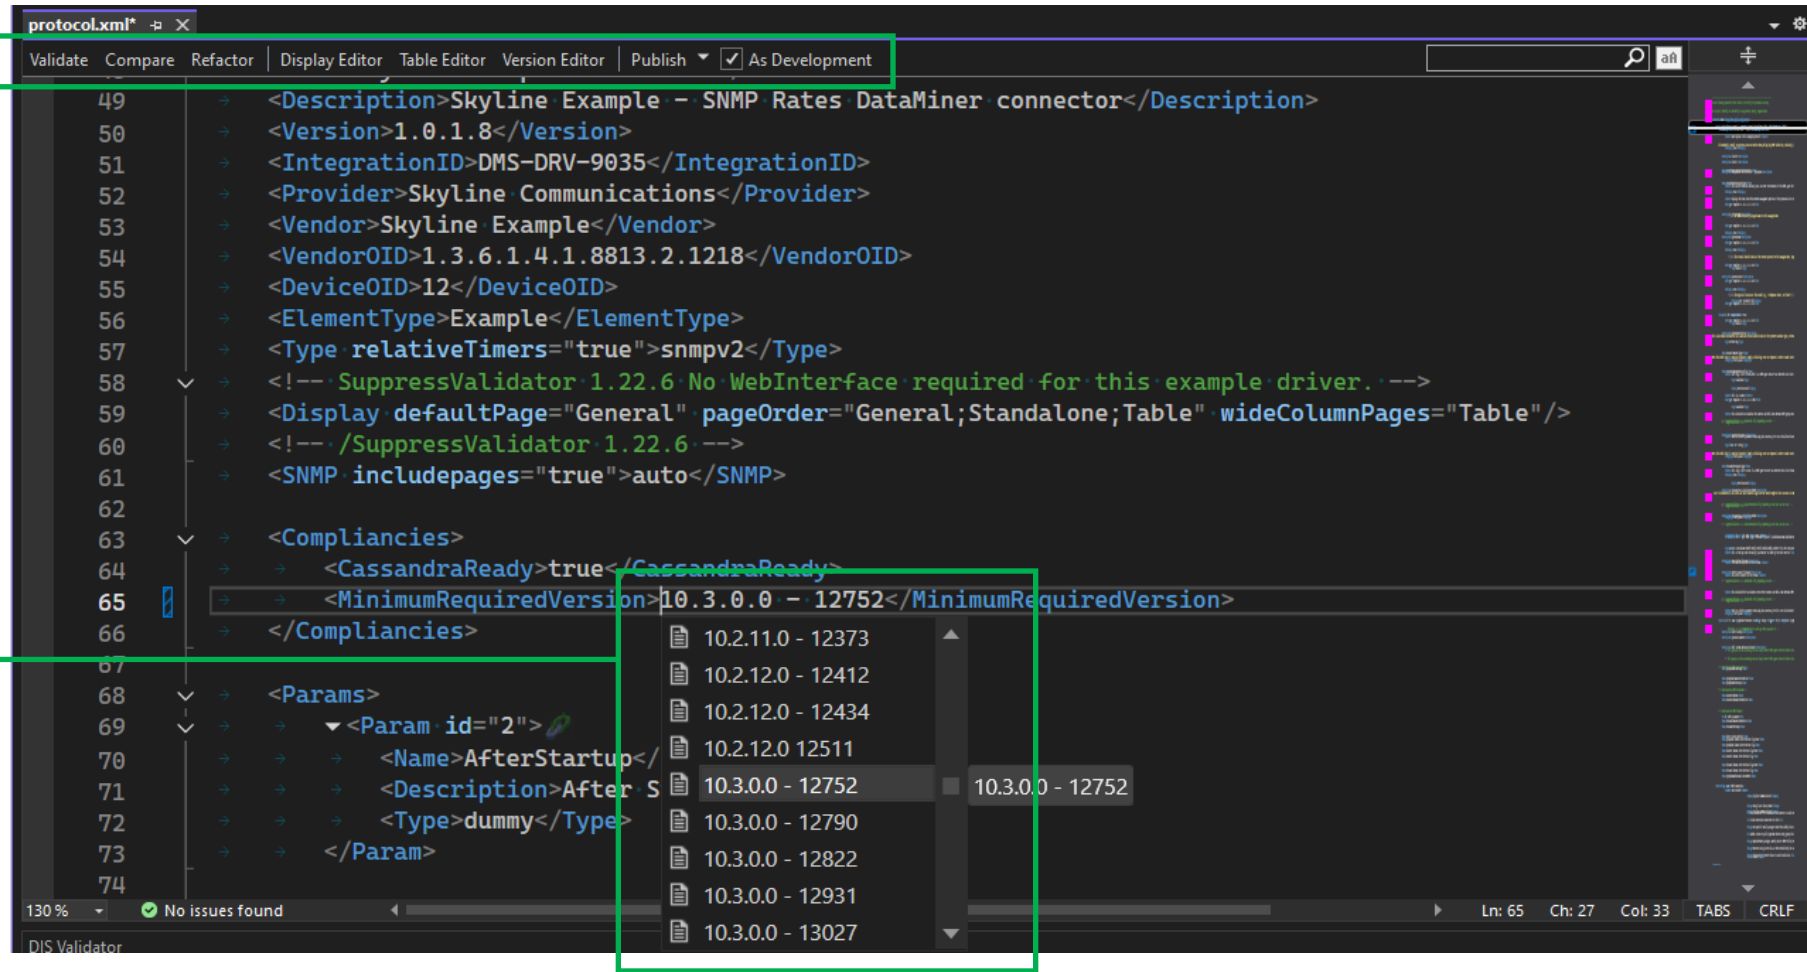 protocol.xml*
Validate Compare Refactor Display Editor Table Editor Version Editor Publish As Development añ
49 <Description>Skyline Example - SNMP Rates DataMiner connector</Description>
50 <Version>1.0.1.8</Version>
51 <IntegrationID>DMS-DRV-9035</IntegrationID>
52 <Provider>Skyline Communications</Provider>
53 <Vendor>Skyline Example</Vendor>
54 <VendorOID>1.3.6.1.4.1.8813.2.1218</VendorOID>
55 <DeviceOID>12</DeviceOID>
56 <ElementType>Example</ElementType>
57 <Type relativeTimers="true">snmpv2</Type>
58 <!-- SuppressValidator 1.22.6 No WebInterface required for this example driver. -->
59 <Display defaultPage="General" pageOrder="General;Standalone;Table" wideColumnPages="Table"/>
60 <!-- /SuppressValidator 1.22.6 -->
61 <SNMP includepages="true">auto</SNMP>
62
63 <Compliancies>
64 <CassandraReady>true</CassandraReady>
65 <MinimumRequiredVersion>10.3.0.0 - 12752</MinimumRequiredVersion>
66 </Compliancies>
67
68 <Params>
69 <Param id="2">
70 <Name>AfterStartup</
71 <Description>After S
72 <Type>dummy</Type>
73 </Param>
74
10.2.11.0 - 12373
10.2.12.0 - 12412
10.2.12.0 - 12434
10.2.12.0 12511
10.3.0.0 - 12752 10.3.0.0 - 12752
10.3.0.0 - 12790
10.3.0.0 - 12822
10.3.0.0 - 12931
10.3.0.0 - 13027
130 % No issues found Ln: 65 Ch: 27 Col: 33 TABS CRLF
DIS Validator